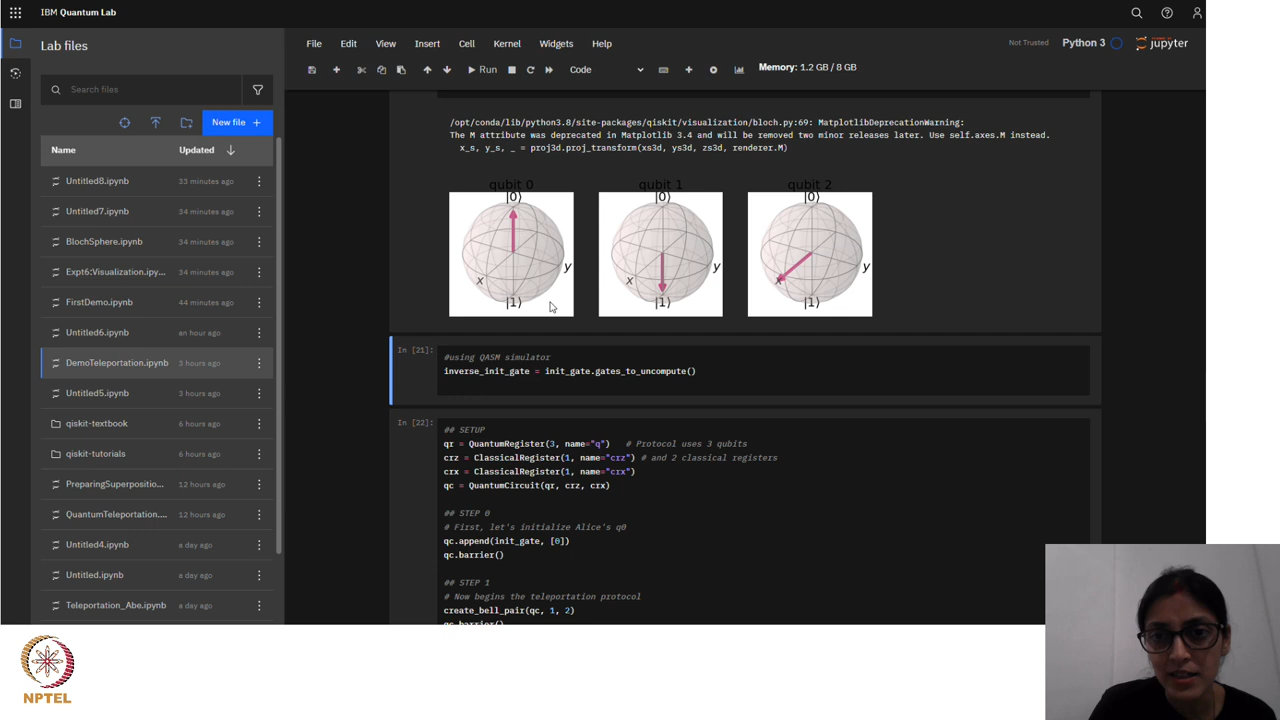 IBM Quantum Lab
Lab files
Search files
New file +
Name Updated
Untitled8.ipynb 33 minutes ago
Untitled7.ipynb 34 minutes ago
BlochSphere.ipynb 34 minutes ago
Expt6:Visualization.ipy... 34 minutes ago
FirstDemo.ipynb 44 minutes ago
Untitled6.ipynb an hour ago
DemoTeleportation.ipynb 3 hours ago
Untitled5.ipynb 3 hours ago
qiskit-textbook 6 hours ago
qiskit-tutorials 6 hours ago
PreparingSuperpositio... 12 hours ago
QuantumTeleportation.... 12 hours ago
Untitled4.ipynb a day ago
Untitled.ipynb a day ago
Teleportation_Abe.ipynb a day ago
File Edit View Insert Cell Kernel Widgets Help
Not Trusted Python 3 jupyter
Run Code Memory: 1.2 GB / 8 GB
/opt/conda/lib/python3.8/site-packages/qiskit/visualization/bloch.py:69: MatplotlibDeprecationWarning:
The M attribute was deprecated in Matplotlib 3.4 and will be removed two minor releases later. Use self.axes.M instead.
x_s, y_s, _ = proj3d.proj_transform(xs3d, ys3d, zs3d, renderer.M)
qubit 0 qubit 1 qubit 2
|0⟩ |0⟩ |0⟩
x y x y x y
|1⟩ |1⟩ |1⟩
In [21]:
#using QASM simulator
inverse_init_gate = init_gate.gates_to_uncompute()
In [22]:
## SETUP
qr = QuantumRegister(3, name="q") # Protocol uses 3 qubits
crz = ClassicalRegister(1, name="crz") # and 2 classical registers
crx = ClassicalRegister(1, name="crx")
qc = QuantumCircuit(qr, crz, crx)
## STEP 0
# First, let's initialize Alice's q0
qc.append(init_gate, [0])
qc.barrier()
## STEP 1
# Now begins the teleportation protocol
create_bell_pair(qc, 1, 2)
qc.barrier()
NPTEL